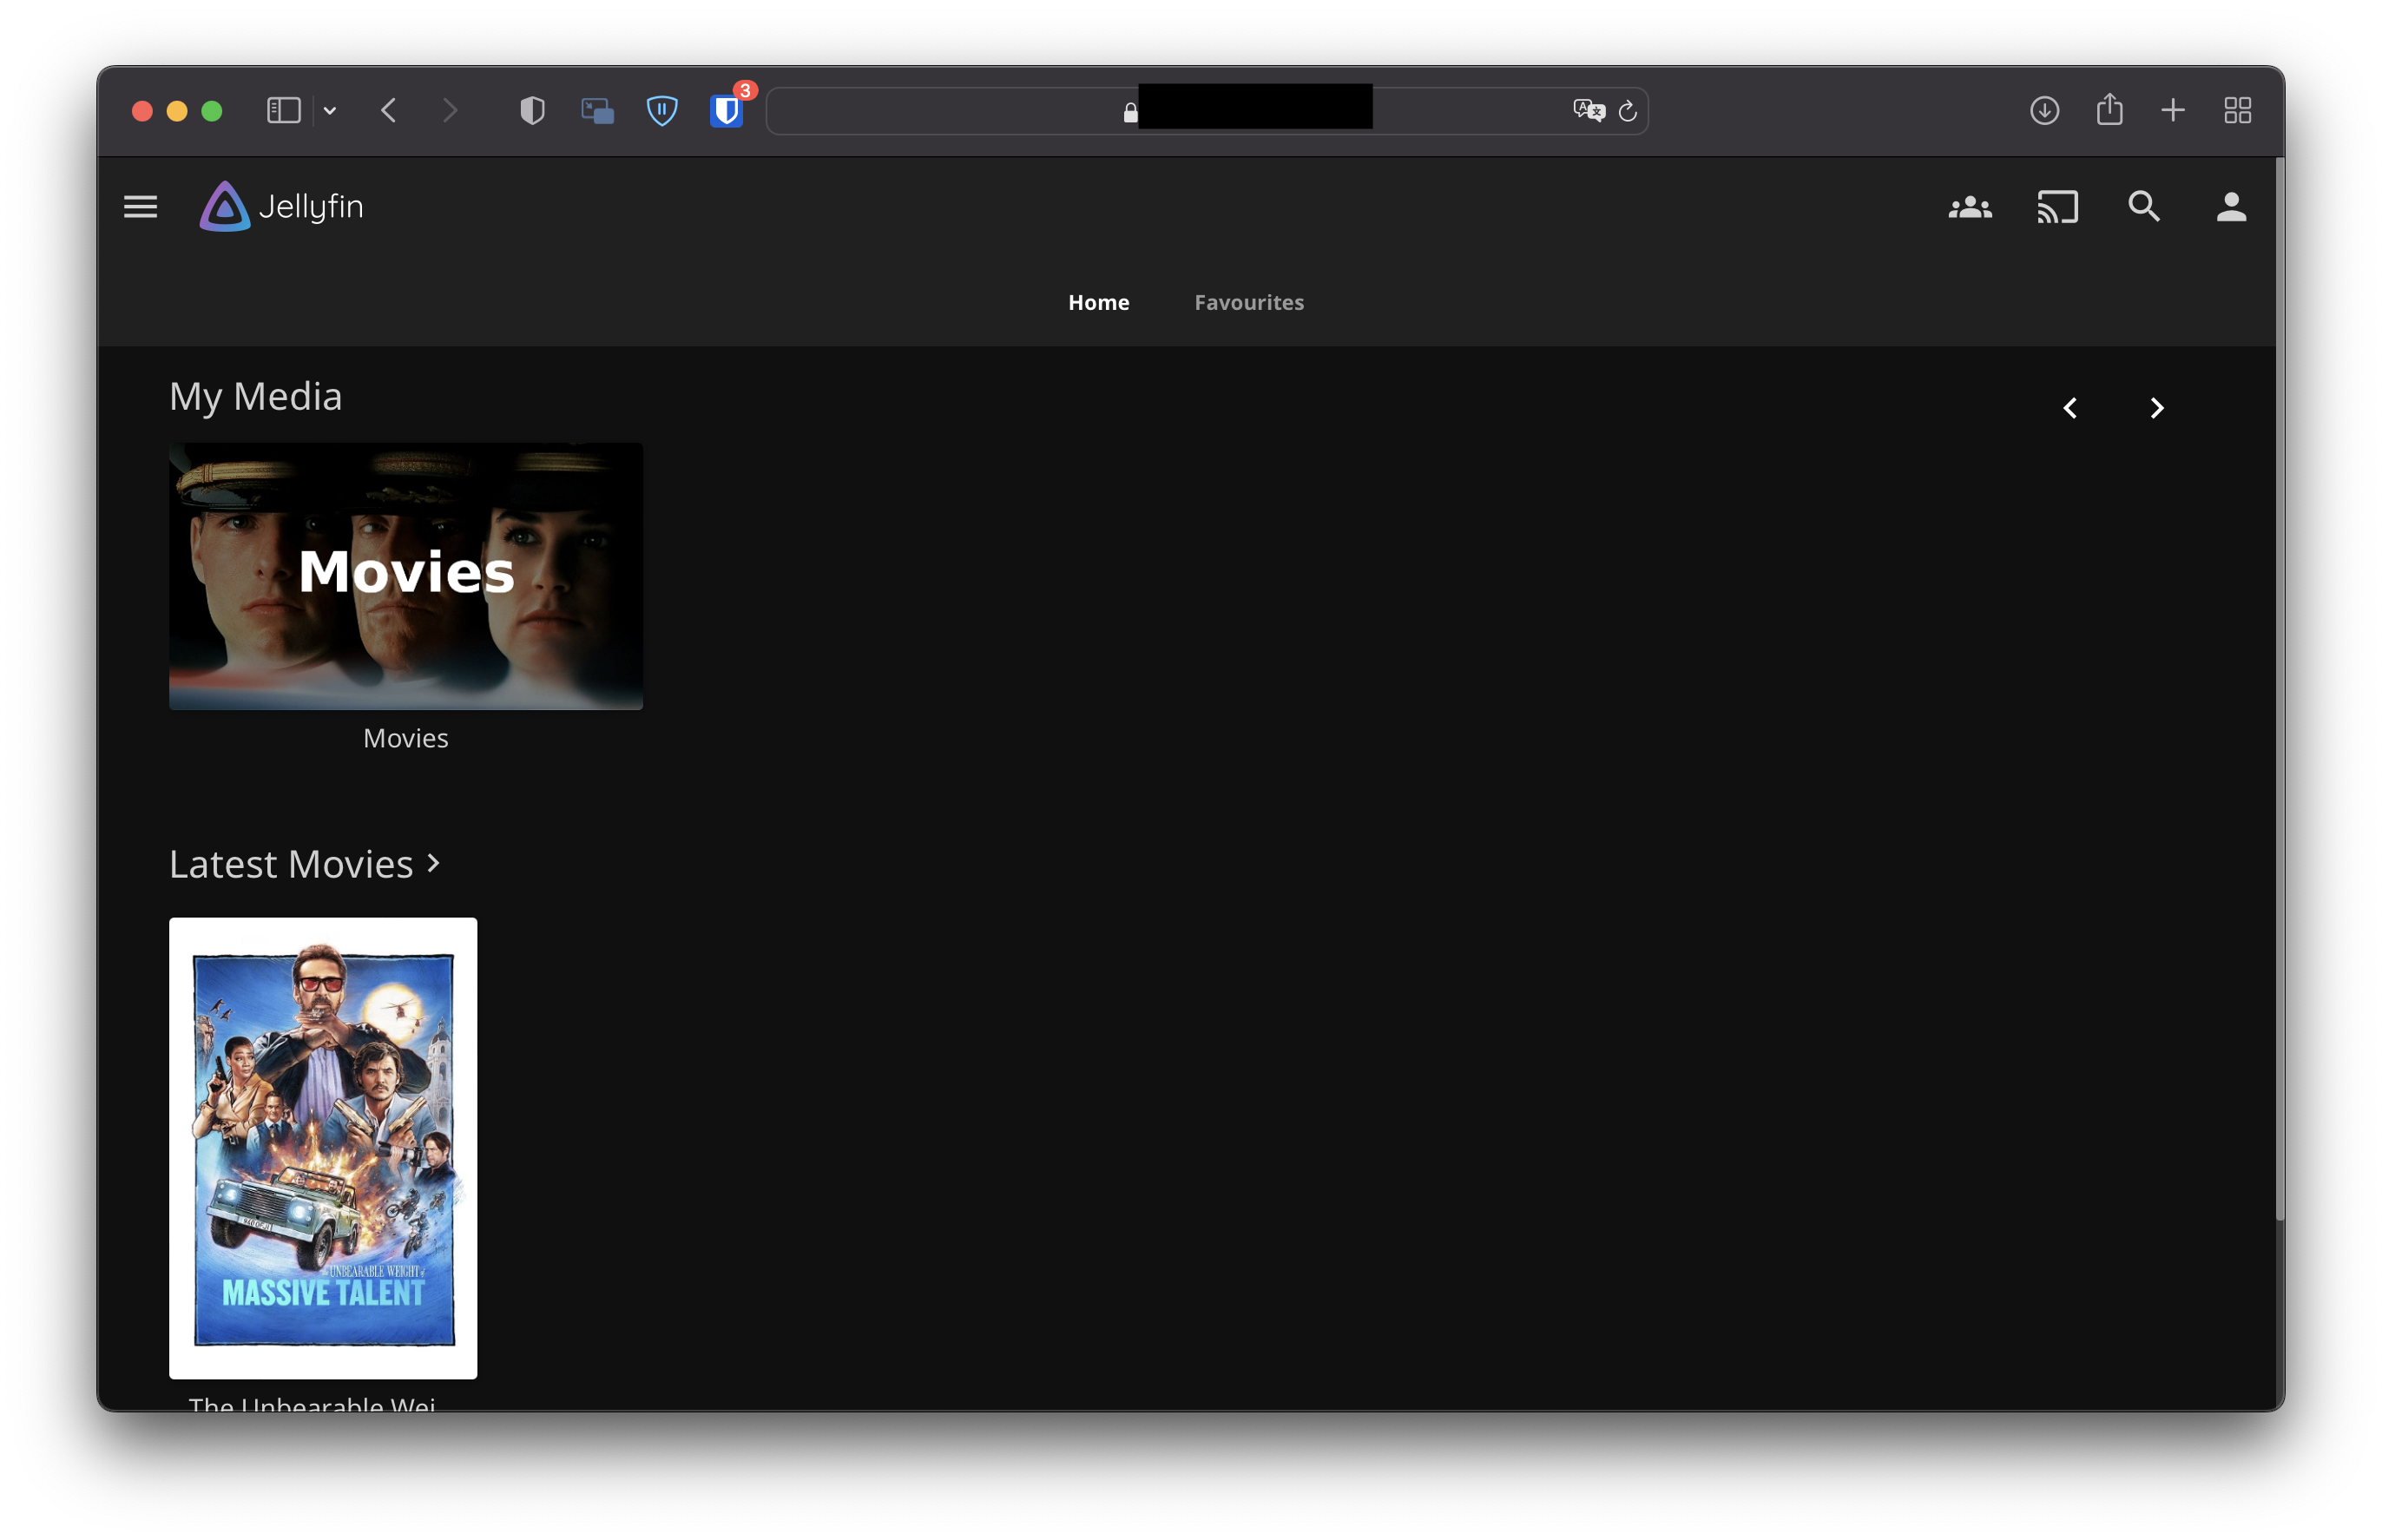 3
Jellyfin
Home Favourites
My Media
Movies
Movies
Latest Movies
UNBEARABLE WEIGHT of
MASSIVE TALENT
The Unbearable Wei